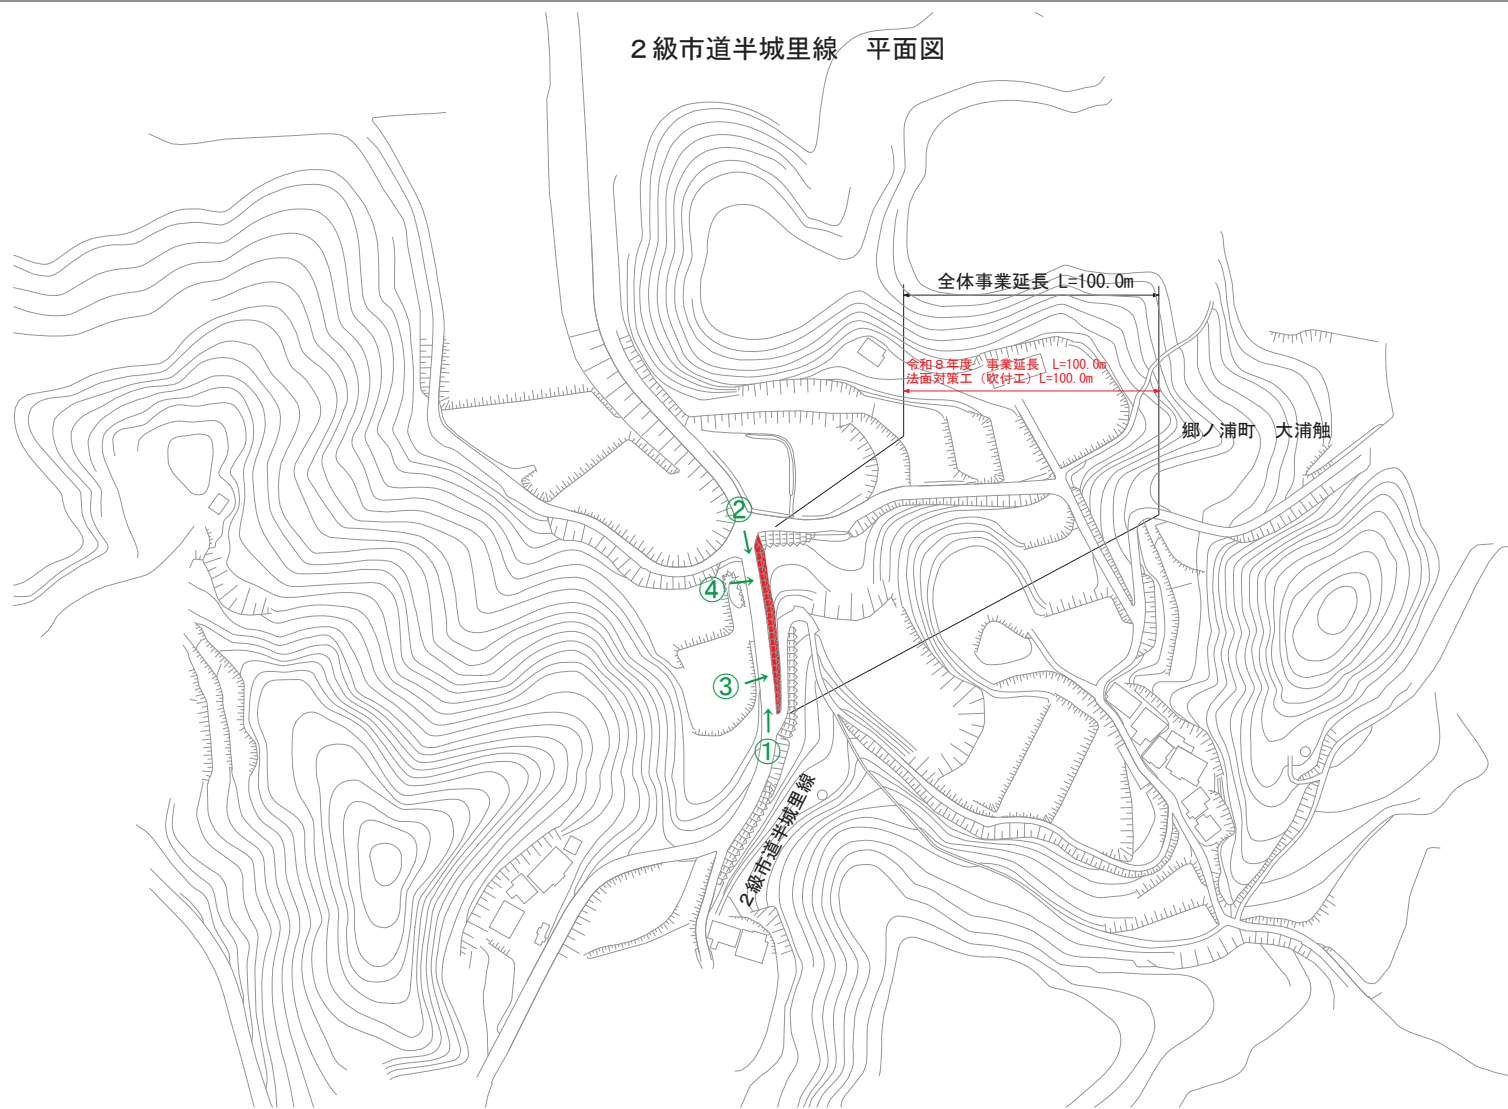 ２級市道半城里線　平面図
全体事業延長 L=100.0m
令和８年度　事業延長　L=100.0m
法面対策工（吹付工）L=100.0m
郷ノ浦町　大浦触
②
④
③
①
２級市道半城里線